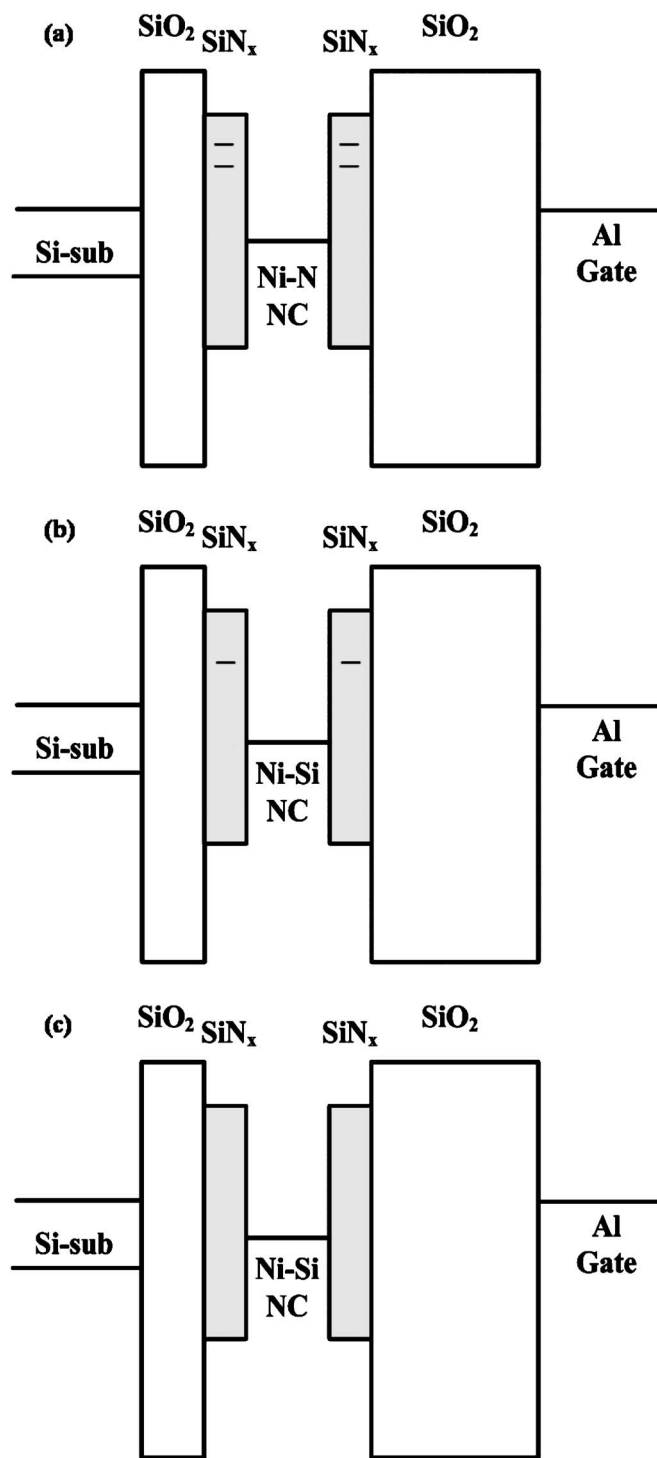 (a)
SiO₂
SiNₓ
SiNₓ
SiO₂
Si-sub
Ni-N
NC
Al
Gate
(b)
SiO₂
SiNₓ
SiNₓ
SiO₂
Si-sub
Ni-Si
NC
Al
Gate
(c)
SiO₂
SiNₓ
SiNₓ
SiO₂
Si-sub
Ni-Si
NC
Al
Gate